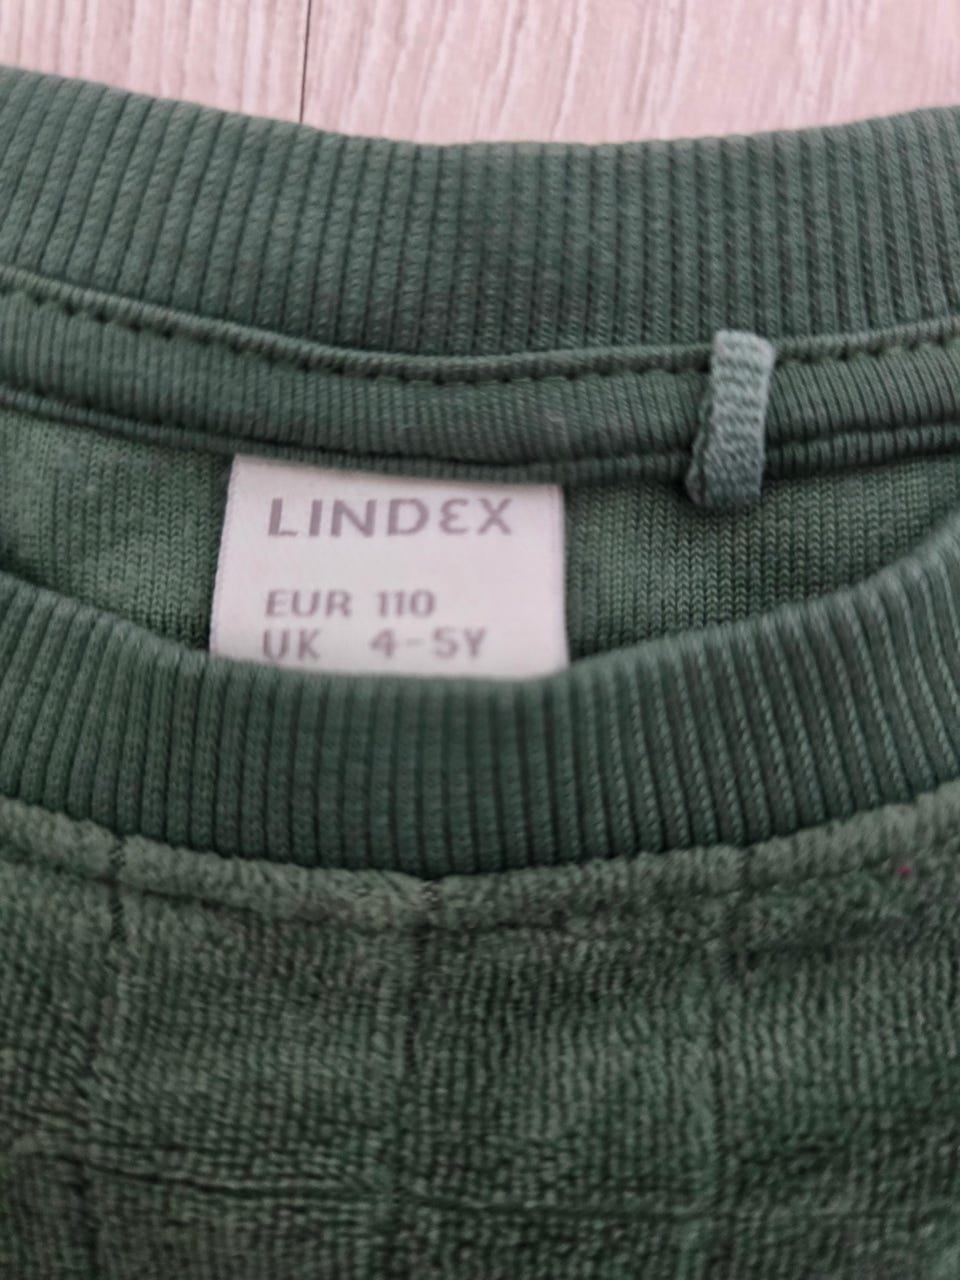 LINDEX
EUR 110
UK 4-5Y